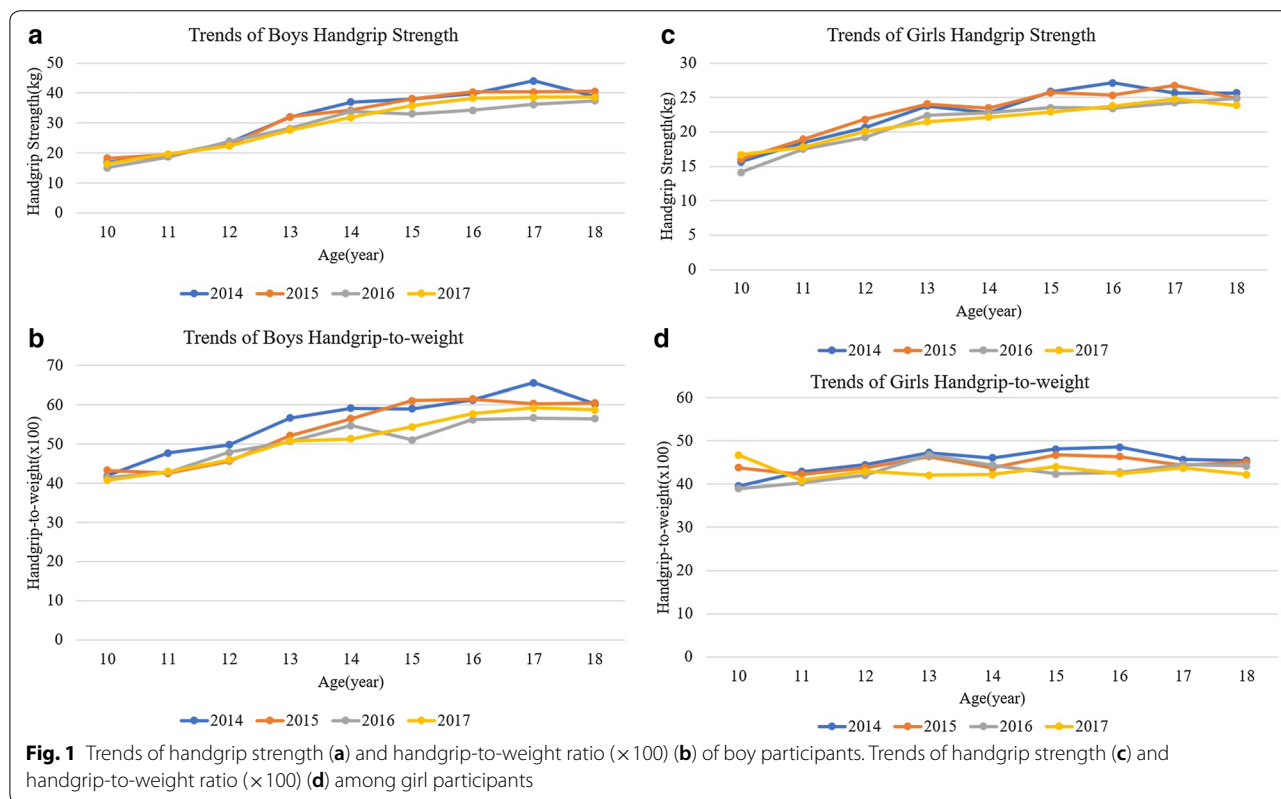 a
Trends of Boys Handgrip Strength
Handgrip Strength(kg)
50
40
30
20
10
0
10 11 12 13 14 15 16 17 18
Age(year)
2014 2015 2016 2017
b
Trends of Boys Handgrip-to-weight
Handgrip-to-weight(x100)
70
60
50
40
30
20
10
0
10 11 12 13 14 15 16 17 18
Age(year)
2014 2015 2016 2017
c
Trends of Girls Handgrip Strength
Handgrip Strength(kg)
30
25
20
15
10
5
0
10 11 12 13 14 15 16 17 18
Age(year)
2014 2015 2016 2017
d
Trends of Girls Handgrip-to-weight
Handgrip-to-weight(x100)
60
50
40
30
20
10
0
10 11 12 13 14 15 16 17 18
Age(year)
2014 2015 2016 2017
Fig. 1 Trends of handgrip strength (a) and handgrip-to-weight ratio (×100) (b) of boy participants. Trends of handgrip strength (c) and
handgrip-to-weight ratio (×100) (d) among girl participants